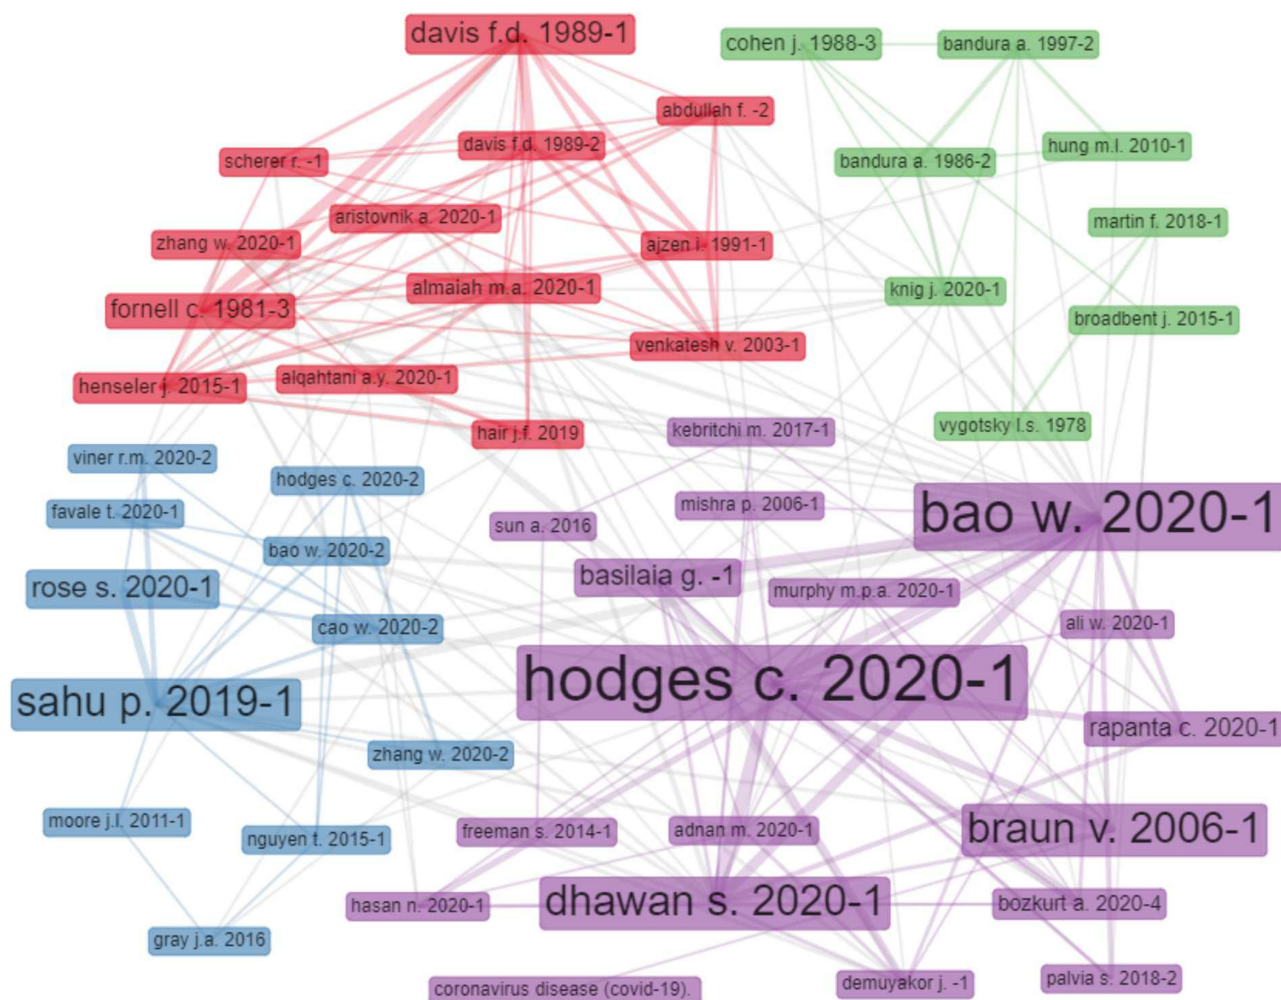 davis f.d. 1989-1
cohen j. 1988-3
bandura a. 1997-2
abdullah f. -2
davis f.d. 1989-2
hung m.l. 2010-1
scherer r. -1
bandura a. 1986-2
aristovnik a. 2020-1
martin f. 2018-1
zhang w. 2020-1
ajzen i. 1991-1
almaiah m.a. 2020-1
knig j. 2020-1
fornell c. 1981-3
broadbent j. 2015-1
venkatesh v. 2003-1
henseler j. 2015-1
alqahtani a.y. 2020-1
hair j.f. 2019
kebritchi m. 2017-1
vygotsky l.s. 1978
viner r.m. 2020-2
hodges c. 2020-2
favale t. 2020-1
sun a. 2016
mishra p. 2006-1
bao w. 2020-1
bao w. 2020-2
rose s. 2020-1
basilaia g. -1
murphy m.p.a. 2020-1
cao w. 2020-2
ali w. 2020-1
hodges c. 2020-1
sahu p. 2019-1
rapanta c. 2020-1
zhang w. 2020-2
moore j.l. 2011-1
nguyen t. 2015-1
freeman s. 2014-1
adnan m. 2020-1
braun v. 2006-1
hasan n. 2020-1
dhawan s. 2020-1
bozkurt a. 2020-4
gray j.a. 2016
coronavirus disease (covid-19).
demuyakor j. -1
palvia s. 2018-2